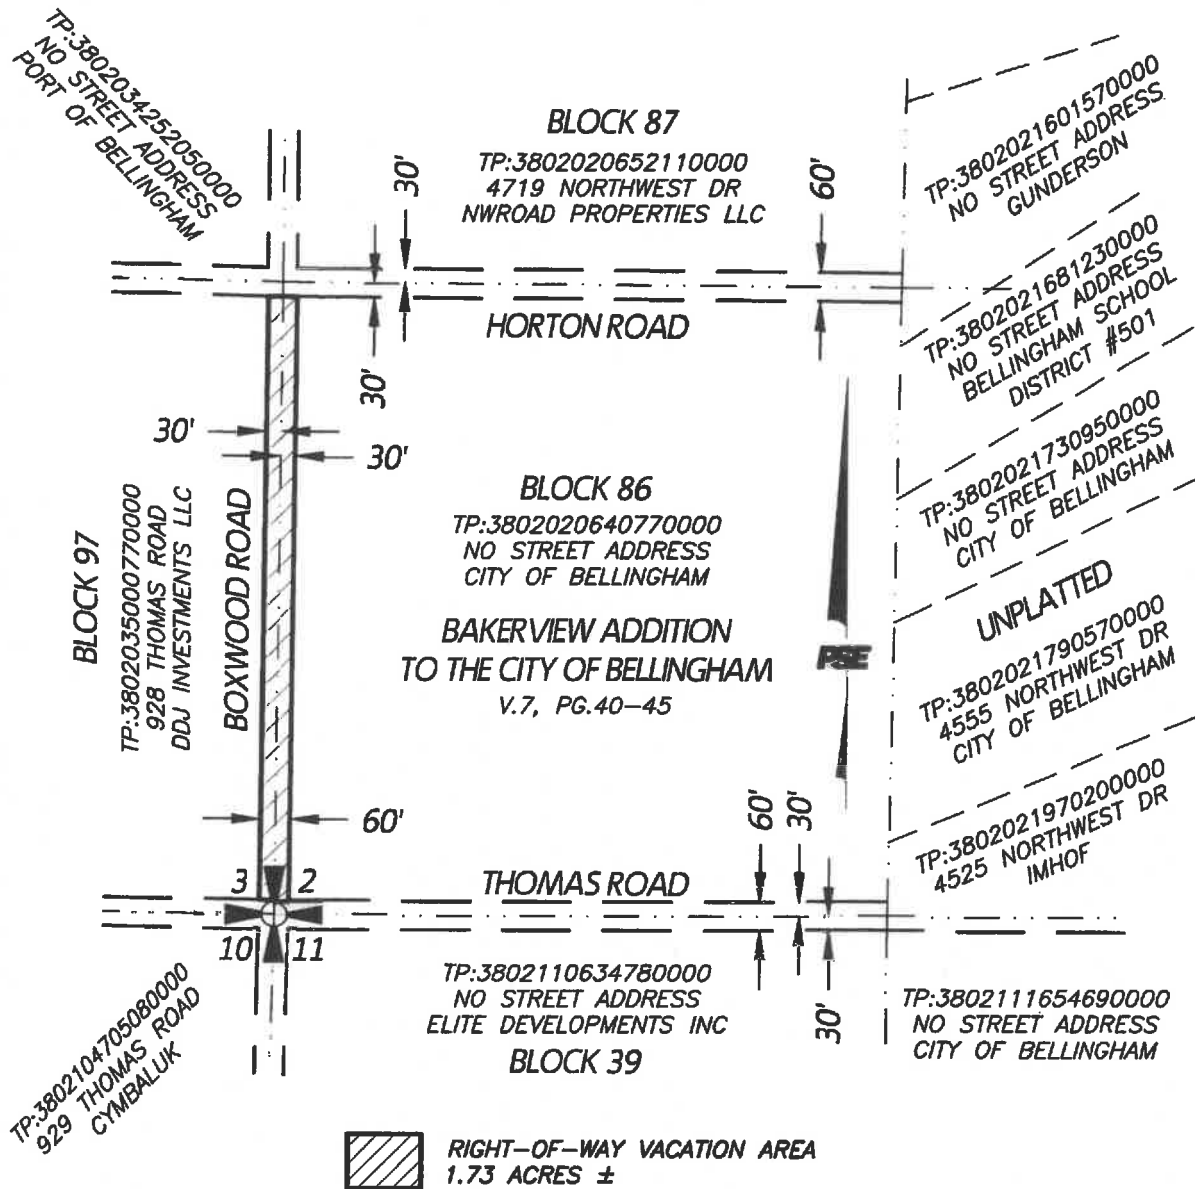 TP:3802034252050000
NO STREET ADDRESS
PORT OF BELLINGHAM
BLOCK 87
TP:3802020652110000
4719 NORTHWEST DR
NWROAD PROPERTIES LLC
30'
60'
TP:3802021601570000
NO STREET ADDRESS
GUNDERSON
HORTON ROAD
30'
TP:3802021681230000
NO STREET ADDRESS
BELLINGHAM SCHOOL
DISTRICT #501
30'
30'
BLOCK 97
TP:3802035000770000
928 THOMAS ROAD
DDJ INVESTMENTS LLC
BOXWOOD ROAD
BLOCK 86
TP:3802020640770000
NO STREET ADDRESS
CITY OF BELLINGHAM
TP:3802021730950000
NO STREET ADDRESS
CITY OF BELLINGHAM
BAKERVIEW ADDITION
TO THE CITY OF BELLINGHAM
V.7, PG.40-45
PSE
UNPLATTED
TP:3802021790570000
4555 NORTHWEST DR
CITY OF BELLINGHAM
60'
60'
30'
TP:3802021970200000
4525 NORTHWEST DR
IMHOF
3 2
THOMAS ROAD
10 11
30'
TP:3802104705080000
929 THOMAS ROAD
CYMBALUK
TP:3802110634780000
NO STREET ADDRESS
ELITE DEVELOPMENTS INC
BLOCK 39
TP:3802111654690000
NO STREET ADDRESS
CITY OF BELLINGHAM
RIGHT-OF-WAY VACATION AREA
1.73 ACRES ±